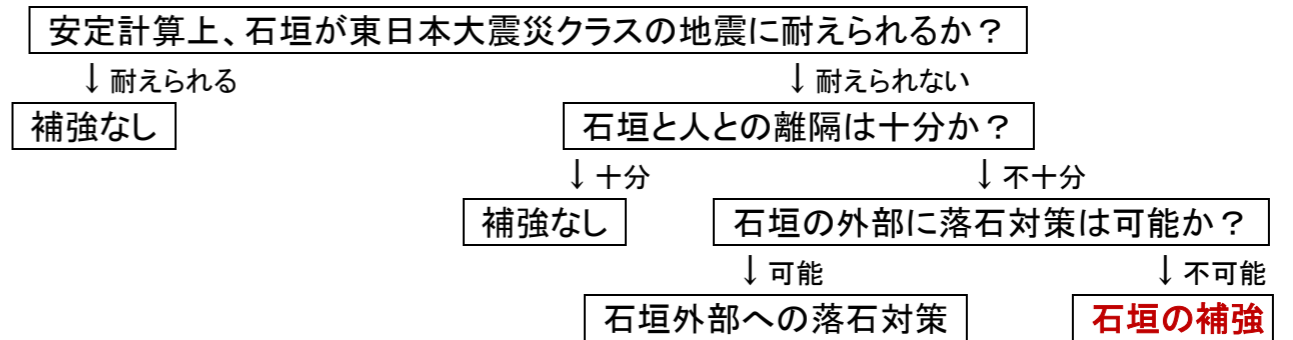 安定計算上、石垣が東日本大震災クラスの地震に耐えられるか？
↓耐えられる
↓耐えられない
補強なし
石垣と人との離隔は十分か？
↓十分
↓不十分
補強なし
石垣の外部に落石対策は可能か？
↓可能
↓不可能
石垣外部への落石対策
石垣の補強